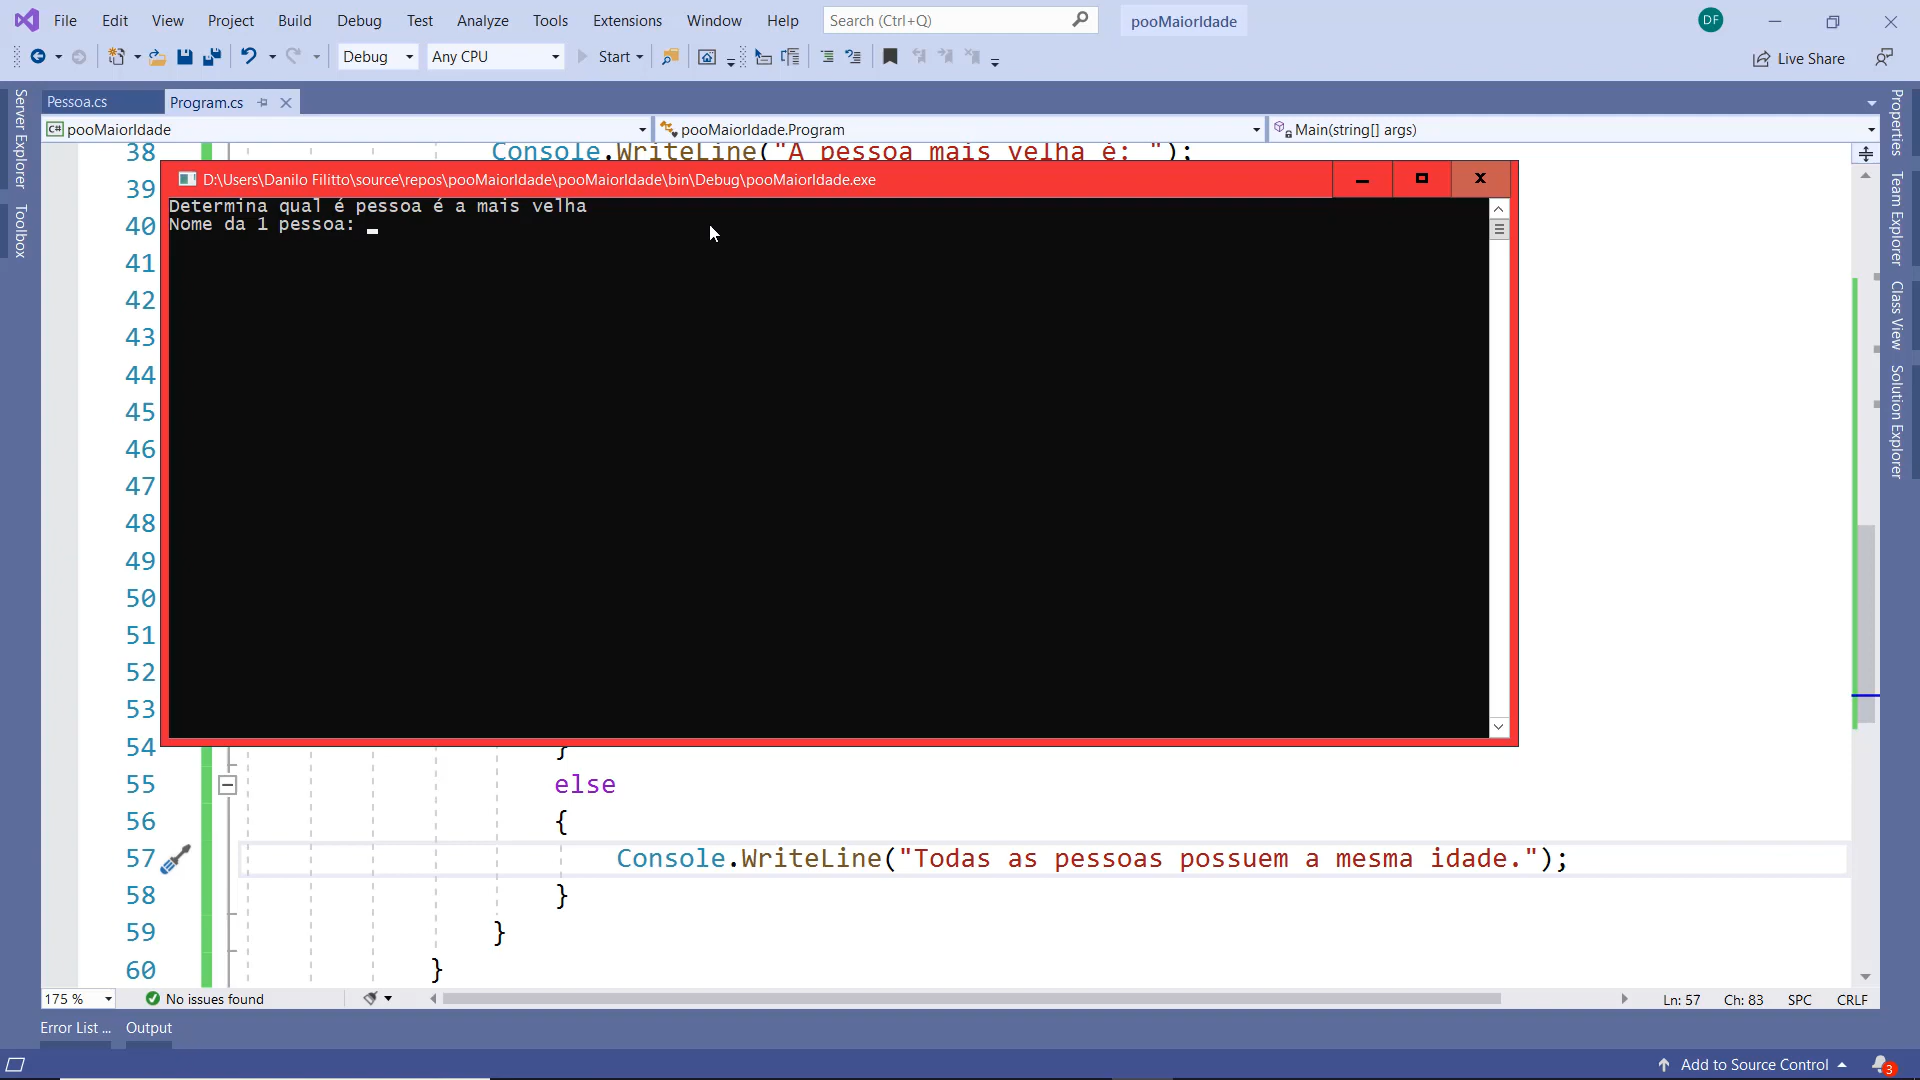 File Edit View Project Build Debug Test Analyze Tools Extensions Window Help Search (Ctrl+Q) pooMaiorIdade DF
Debug Any CPU Start Live Share
Pessoa.cs Program.cs
C# pooMaiorIdade pooMaiorIdade.Program Main(string[] args)
Server Explorer
Toolbox
Properties
Team Explorer
Class View
Solution Explorer
38 Console.WriteLine("A pessoa mais velha é: ");
D:\Users\Danilo Filitto\source\repos\pooMaiorIdade\pooMaiorIdade\bin\Debug\pooMaiorIdade.exe
Determina qual é pessoa é a mais velha
Nome da 1 pessoa:
39
40
41
42
43
44
45
46
47
48
49
50
51
52
53
54 }
55 else
56 {
57 Console.WriteLine("Todas as pessoas possuem a mesma idade.");
58 }
59 }
60 }
175 % No issues found Ln: 57 Ch: 83 SPC CRLF
Error List ... Output
Add to Source Control 3